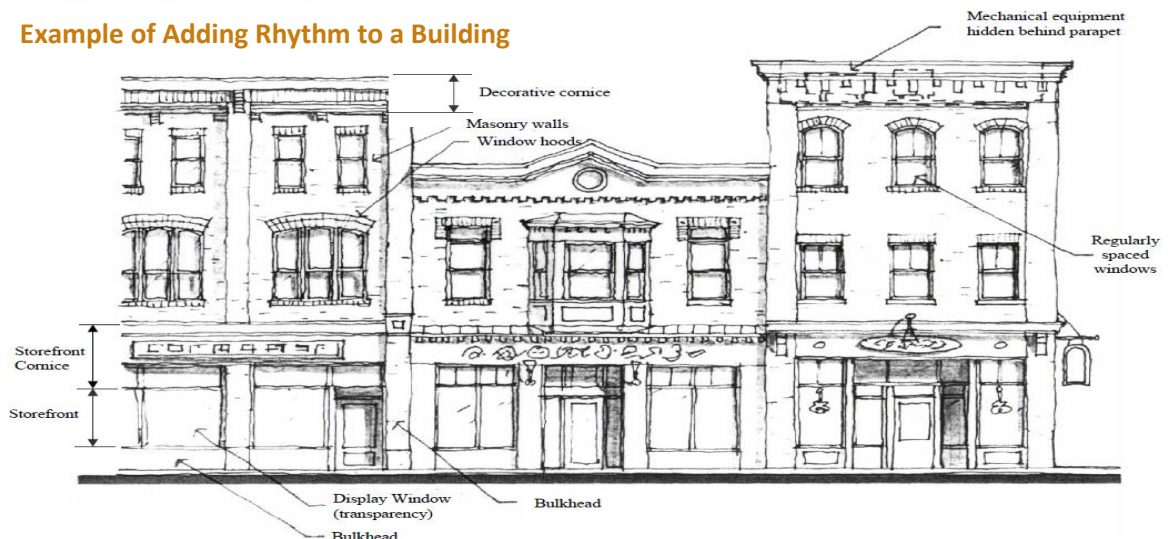 Example of Adding Rhythm to a Building
Mechanical equipment
hidden behind parapet
Decorative cornice
Masonry walls
Window hoods
Regularly
spaced
windows
Storefront
Cornice
Storefront
Display Window
(transparency)
Bulkhead
Bulkhead